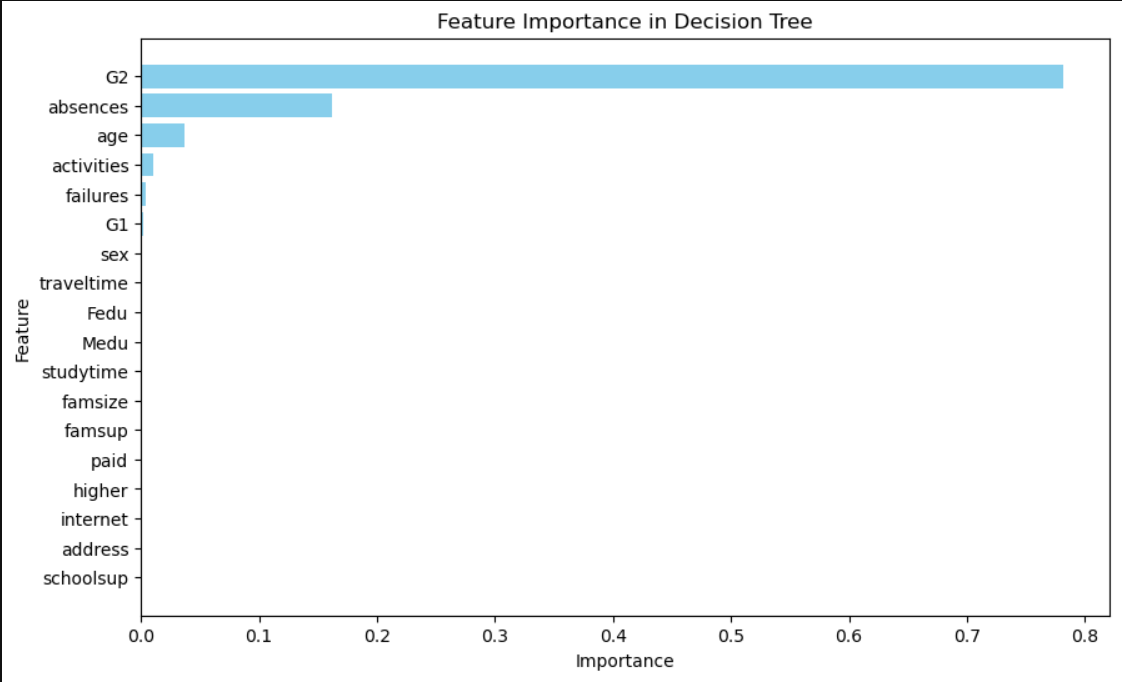 Feature Importance in Decision Tree
G2
absences
age
activities
failures
G1
sex
traveltime
Fedu
Medu
studytime
famsize
famsup
paid
higher
internet
address
schoolsup
Feature
0.0 0.1 0.2 0.3 0.4 0.5 0.6 0.7 0.8
Importance